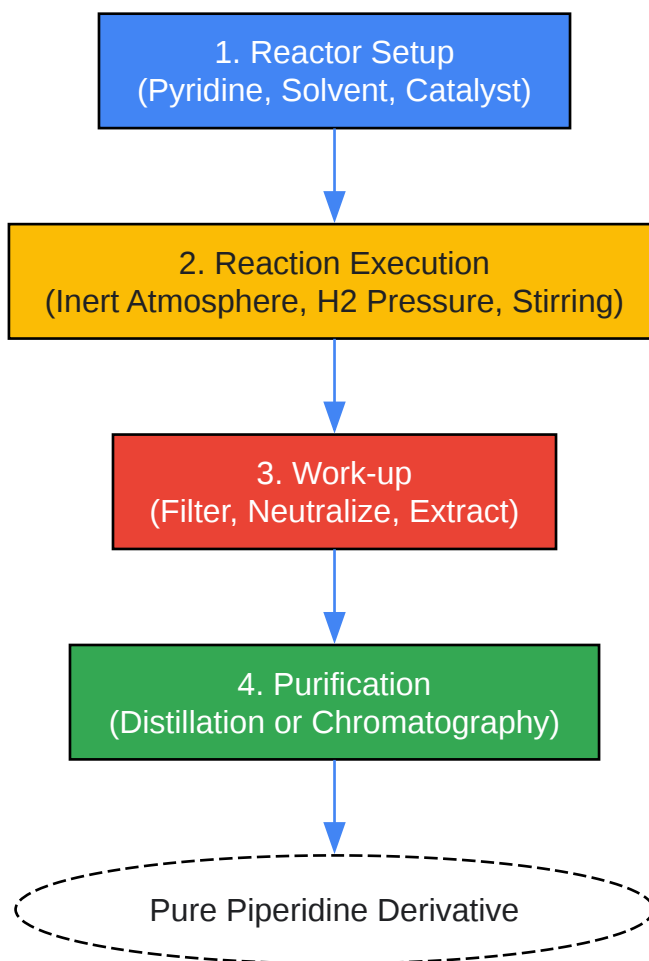 1. Reactor Setup
(Pyridine, Solvent, Catalyst)
2. Reaction Execution
(Inert Atmosphere, H2 Pressure, Stirring)
3. Work-up
(Filter, Neutralize, Extract)
4. Purification
(Distillation or Chromatography)
Pure Piperidine Derivative